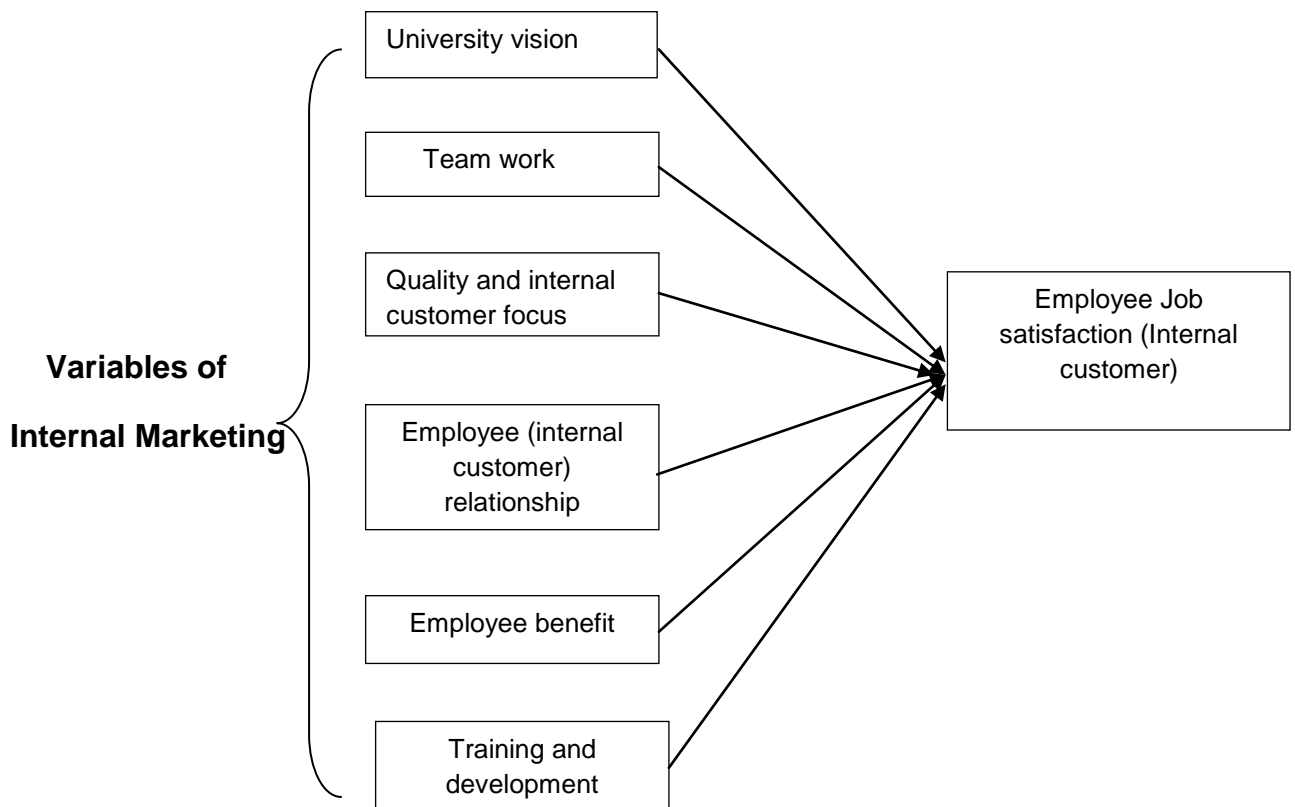 University vision
Team work
Quality and internal
customer focus
Variables of
Internal Marketing
Employee (internal
customer)
relationship
Employee benefit
Training and
development
Employee Job
satisfaction (Internal
customer)